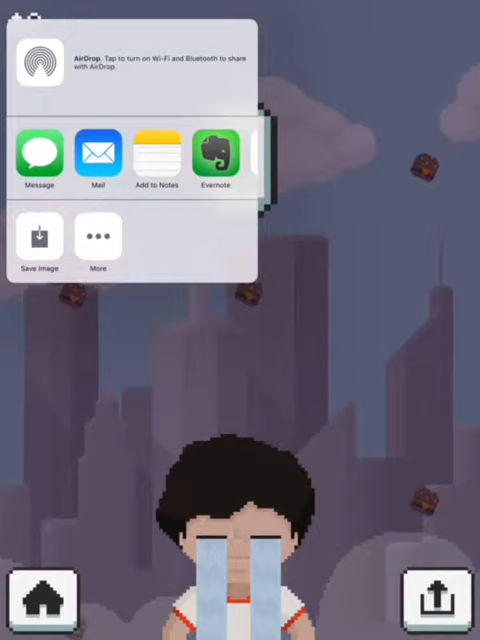 AirDrop. Tap to turn on Wi-Fi and Bluetooth to share
with AirDrop.
Message
Mail
Add to Notes
Evernote
Save Image
More